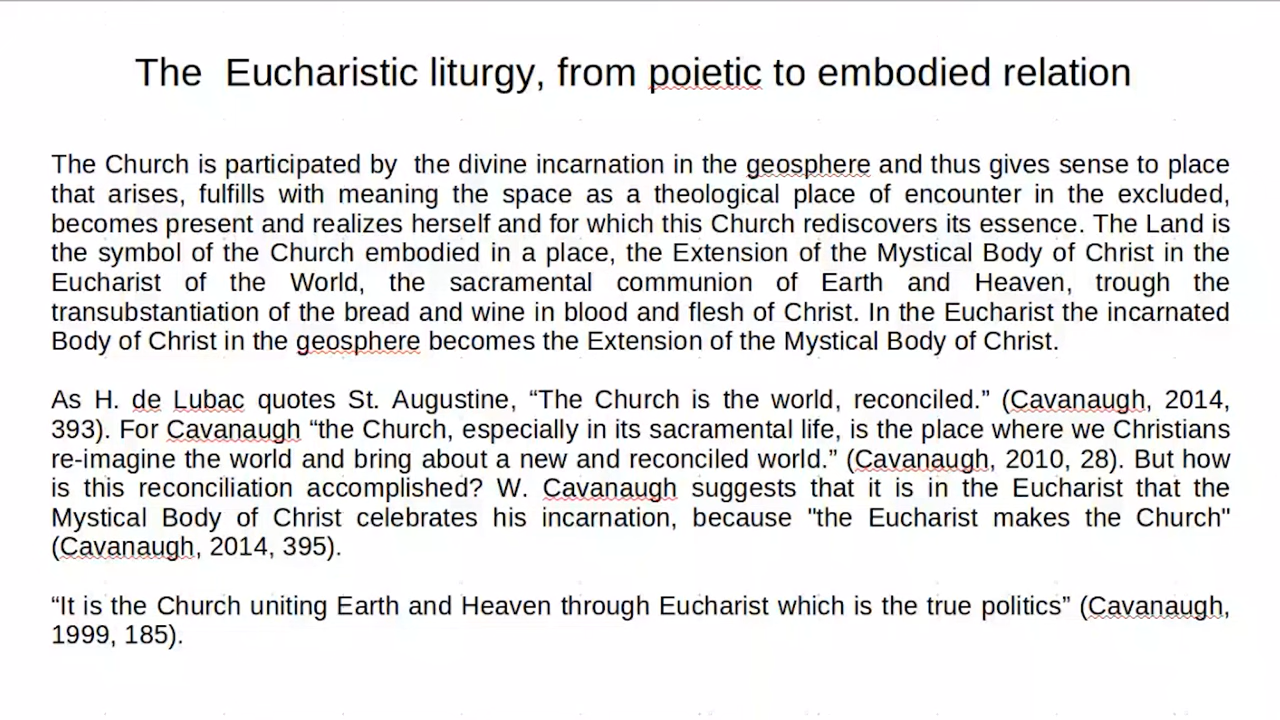 The  Eucharistic liturgy, from poietic to embodied relation
The Church is participated by  the divine incarnation in the geosphere and thus gives sense to place
that arises, fulfills with meaning the space as a theological place of encounter in the excluded,
becomes present and realizes herself and for which this Church rediscovers its essence. The Land is
the symbol of the Church embodied in a place, the Extension of the Mystical Body of Christ in the
Eucharist of the World, the sacramental communion of Earth and Heaven, trough the
transubstantiation of the bread and wine in blood and flesh of Christ. In the Eucharist the incarnated
Body of Christ in the geosphere becomes the Extension of the Mystical Body of Christ.
As H. de Lubac quotes St. Augustine, “The Church is the world, reconciled.” (Cavanaugh, 2014,
393). For Cavanaugh “the Church, especially in its sacramental life, is the place where we Christians
re-imagine the world and bring about a new and reconciled world.” (Cavanaugh, 2010, 28). But how
is this reconciliation accomplished? W. Cavanaugh suggests that it is in the Eucharist that the
Mystical Body of Christ celebrates his incarnation, because "the Eucharist makes the Church"
(Cavanaugh, 2014, 395).
“It is the Church uniting Earth and Heaven through Eucharist which is the true politics” (Cavanaugh,
1999, 185).